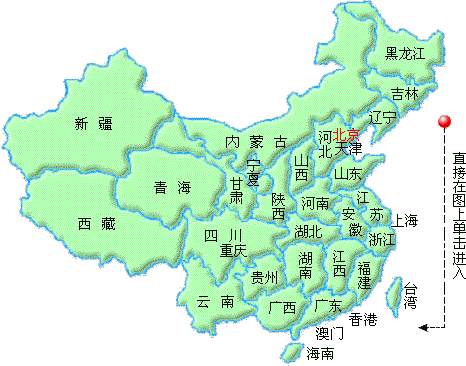 黑龙江
吉林
辽宁
新疆
内蒙古
河北
北京
天津
山西
宁夏
山东
青海
甘肃
陕西
河南
江苏
安徽
上海
西藏
四川
重庆
湖北
浙江
湖南
江西
福建
贵州
云南
广西
广东
台湾
香港
澳门
海南
直接在图上单击进入